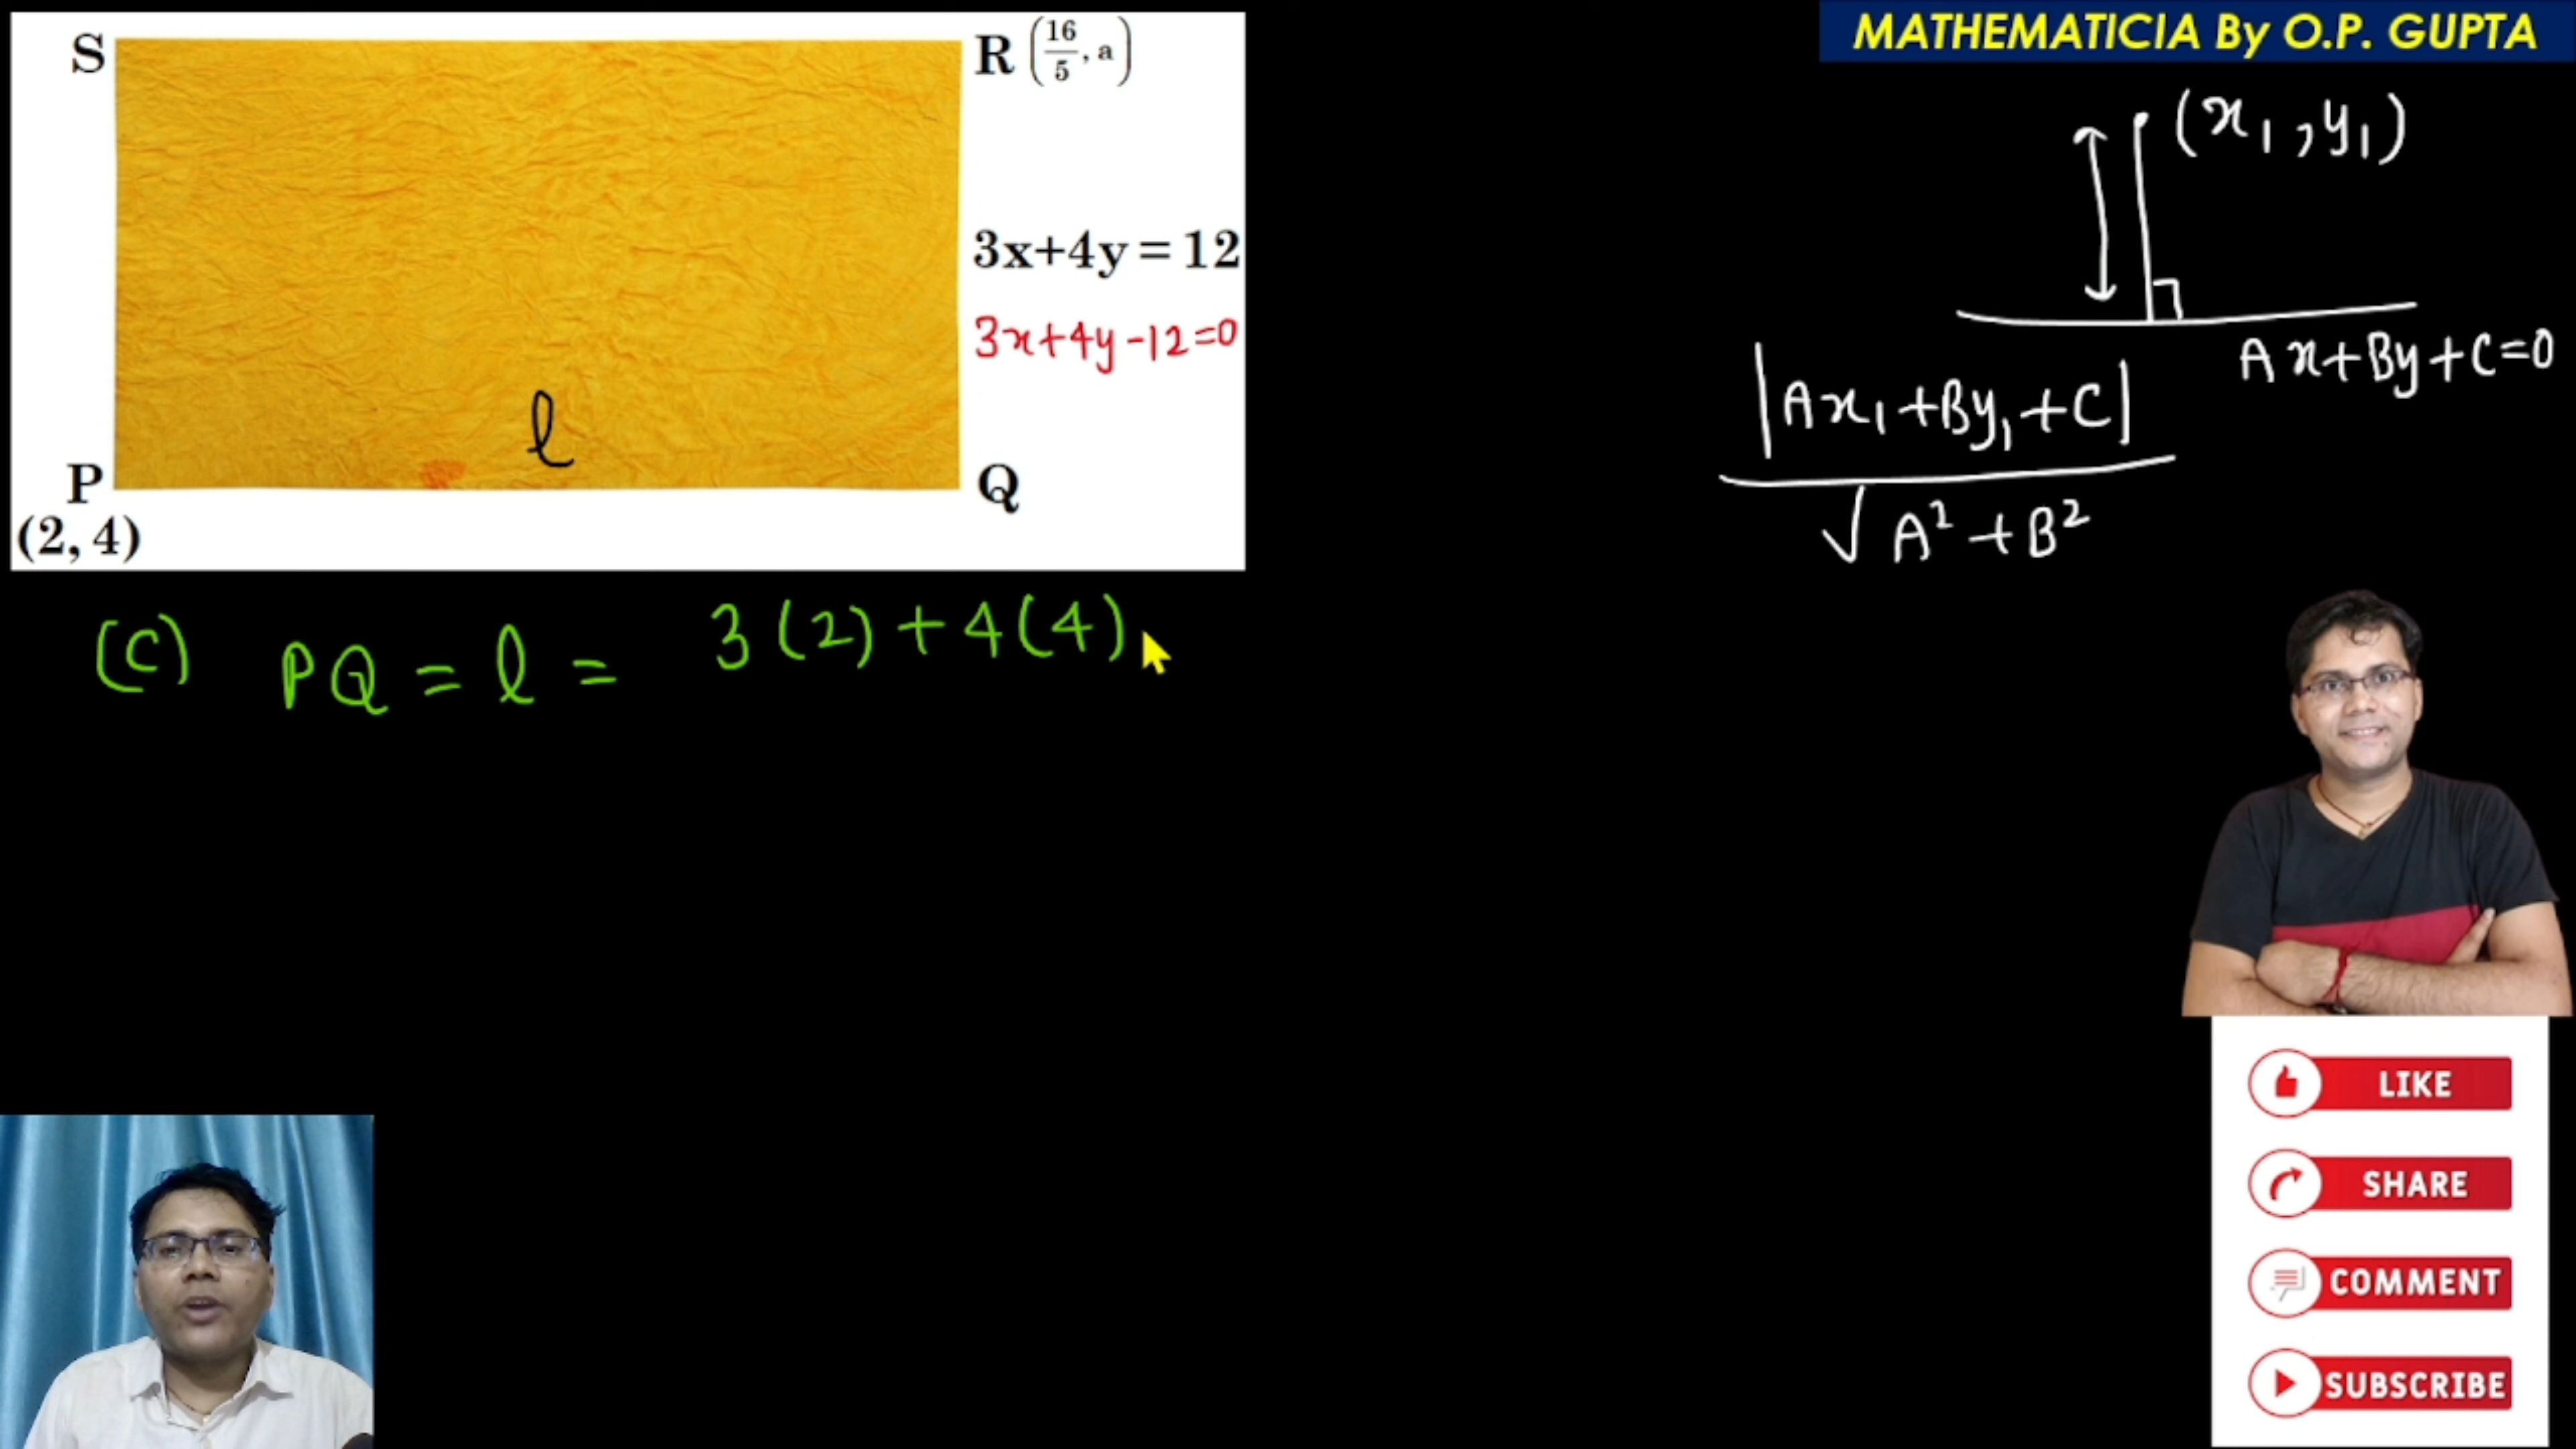 MATHEMATICIA By O.P. GUPTA
S
R (16/5, a)
3x+4y = 12
3x+4y-12=0
l
P
Q
(2, 4)
(x₁, y₁)
Ax+By+C=0
|Ax₁+By₁+C|
√A²+B²
(C) PQ = l = 3(2)+4(4)
LIKE
SHARE
COMMENT
SUBSCRIBE